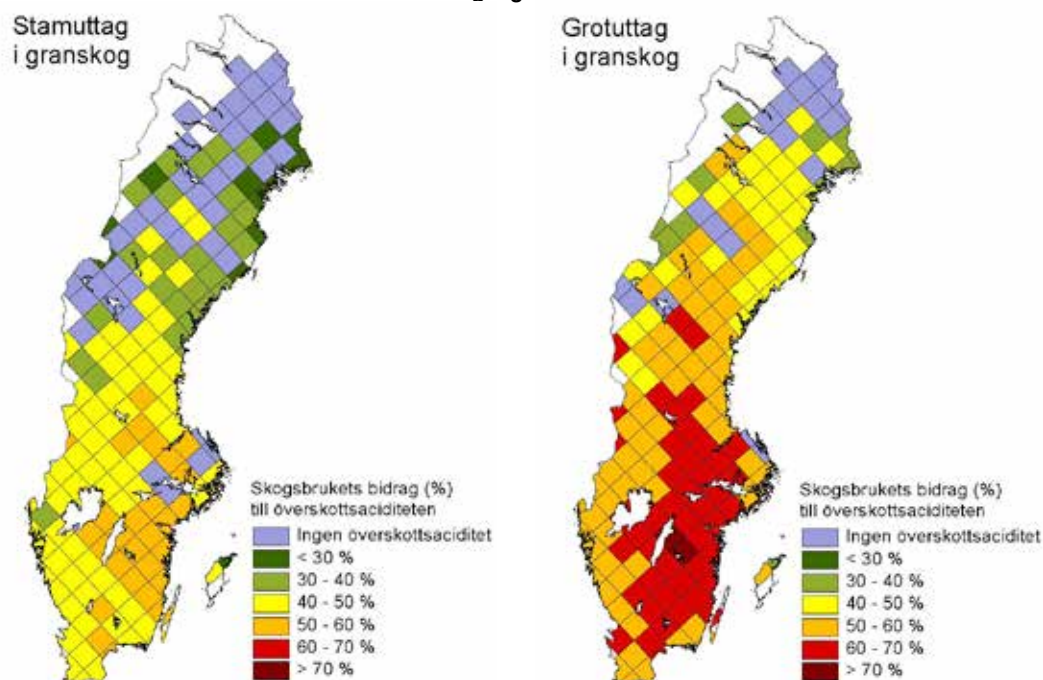 Stamuttag
i granskog
Skogsbrukets bidrag (%)
till överskottsaciditeten
Ingen överskottsaciditet
< 30 %
30 - 40 %
40 - 50 %
50 - 60 %
60 - 70 %
> 70 %
Grotuttag
i granskog
Skogsbrukets bidrag (%)
till överskottsaciditeten
Ingen överskottsaciditet
< 30 %
30 - 40 %
40 - 50 %
50 - 60 %
60 - 70 %
> 70 %